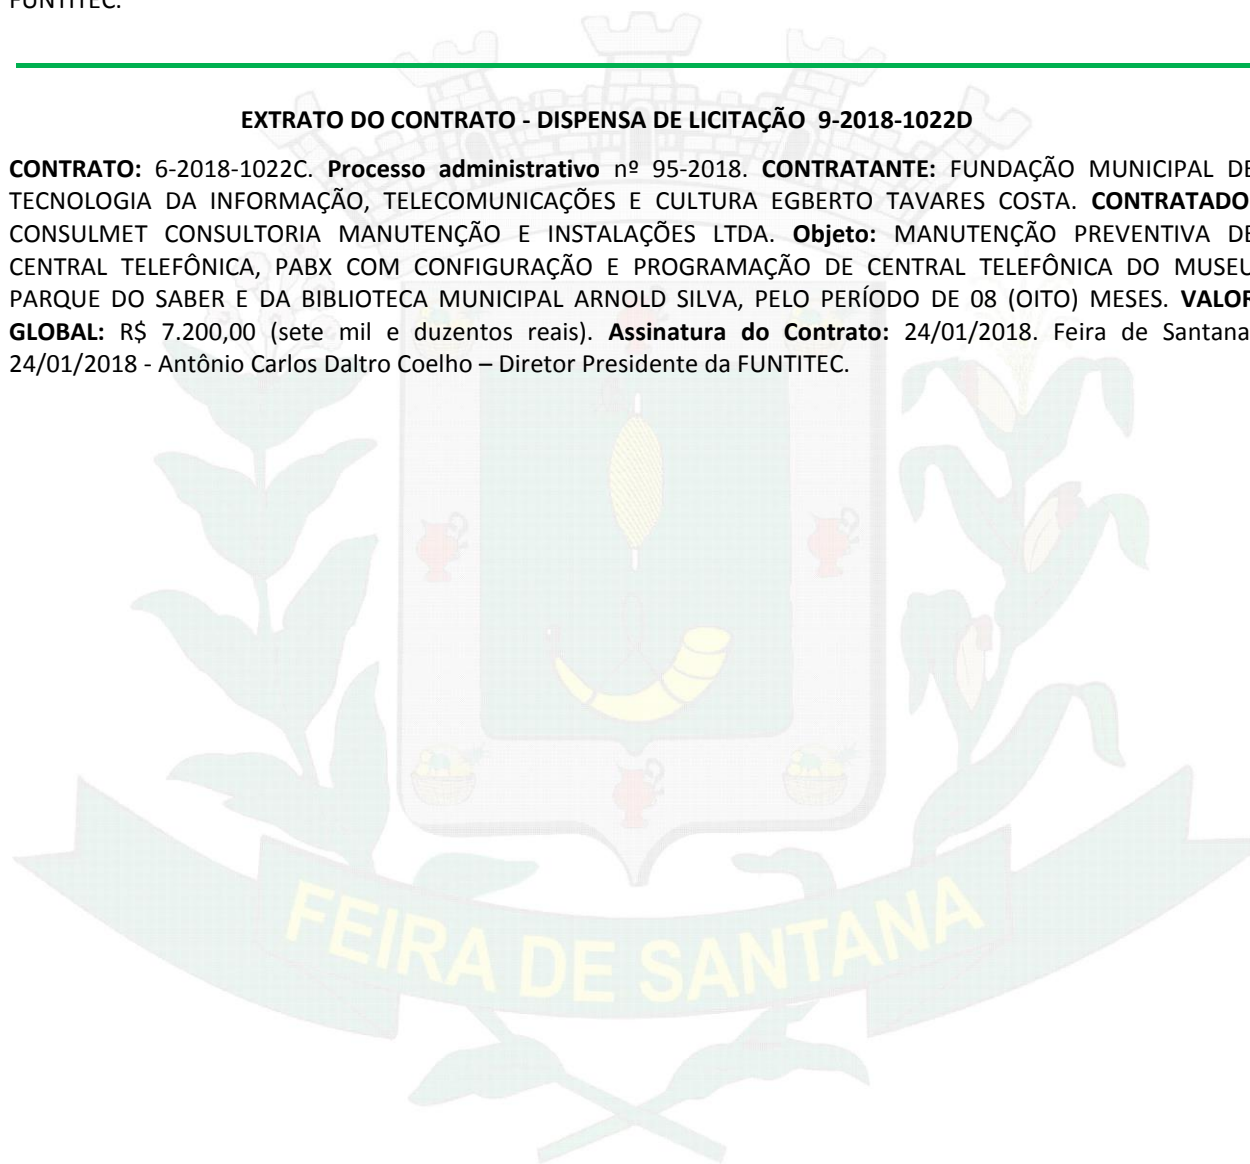 FUNTITEC.
EXTRATO DO CONTRATO - DISPENSA DE LICITAÇÃO 9-2018-1022D
CONTRATO: 6-2018-1022C. Processo administrativo nº 95-2018. CONTRATANTE: FUNDAÇÃO MUNICIPAL DE
TECNOLOGIA DA INFORMAÇÃO, TELECOMUNICAÇÕES E CULTURA EGBERTO TAVARES COSTA. CONTRATADO
CONSULMET CONSULTORIA MANUTENÇÃO E INSTALAÇÕES LTDA. Objeto: MANUTENÇÃO PREVENTIVA DE
CENTRAL TELEFÔNICA, PABX COM CONFIGURAÇÃO E PROGRAMAÇÃO DE CENTRAL TELEFÔNICA DO MUSEU
PARQUE DO SABER E DA BIBLIOTECA MUNICIPAL ARNOLD SILVA, PELO PERÍODO DE 08 (OITO) MESES. VALOR
GLOBAL: R$ 7.200,00 (sete mil e duzentos reais). Assinatura do Contrato: 24/01/2018. Feira de Santana
24/01/2018 - Antônio Carlos Daltro Coelho – Diretor Presidente da FUNTITEC.
FEIRA DE SANTANA